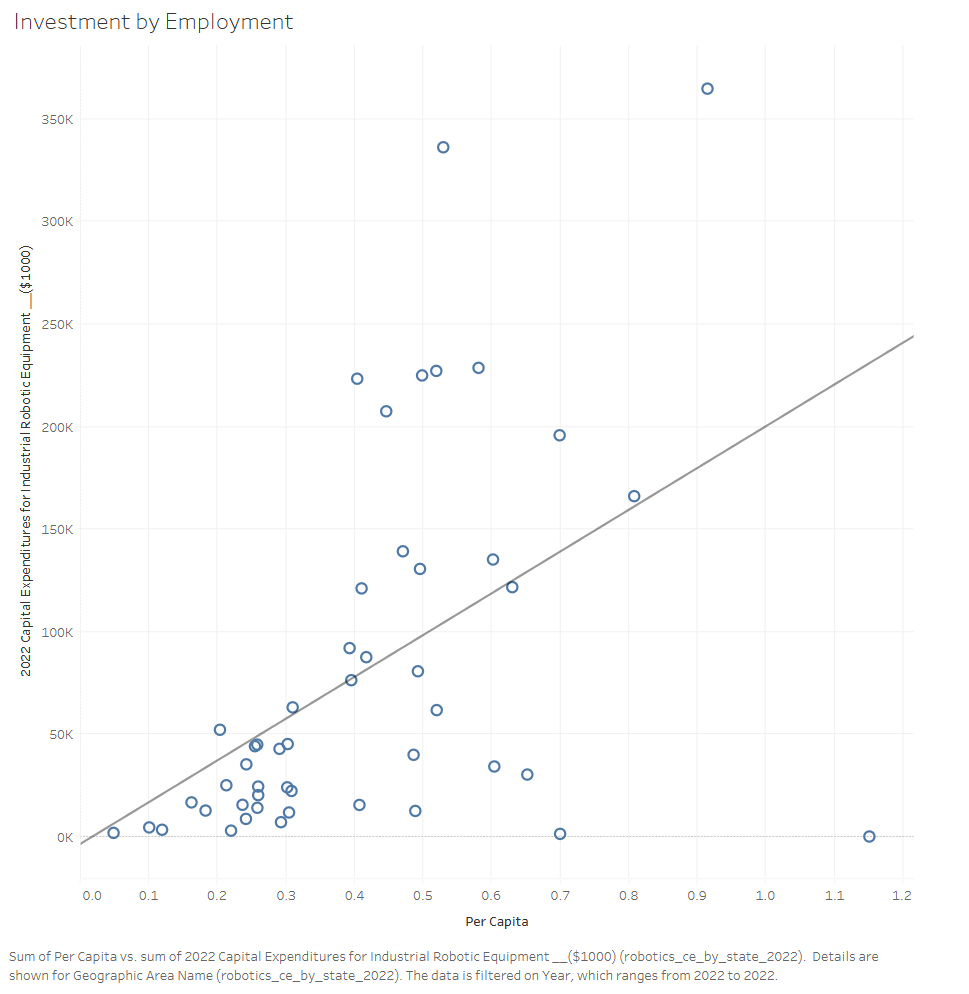 Investment by Employment
350K
300K
250K
200K
150K
100K
50K
0K
2022 Capital Expenditures for Industrial Robotic Equipment __($1000)
0.0 0.1 0.2 0.3 0.4 0.5 0.6 0.7 0.8 0.9 1.0 1.1 1.2
Per Capita
Sum of Per Capita vs. sum of 2022 Capital Expenditures for Industrial Robotic Equipment __($1000) (robotics_ce_by_state_2022). Details are
shown for Geographic Area Name (robotics_ce_by_state_2022). The data is filtered on Year, which ranges from 2022 to 2022.